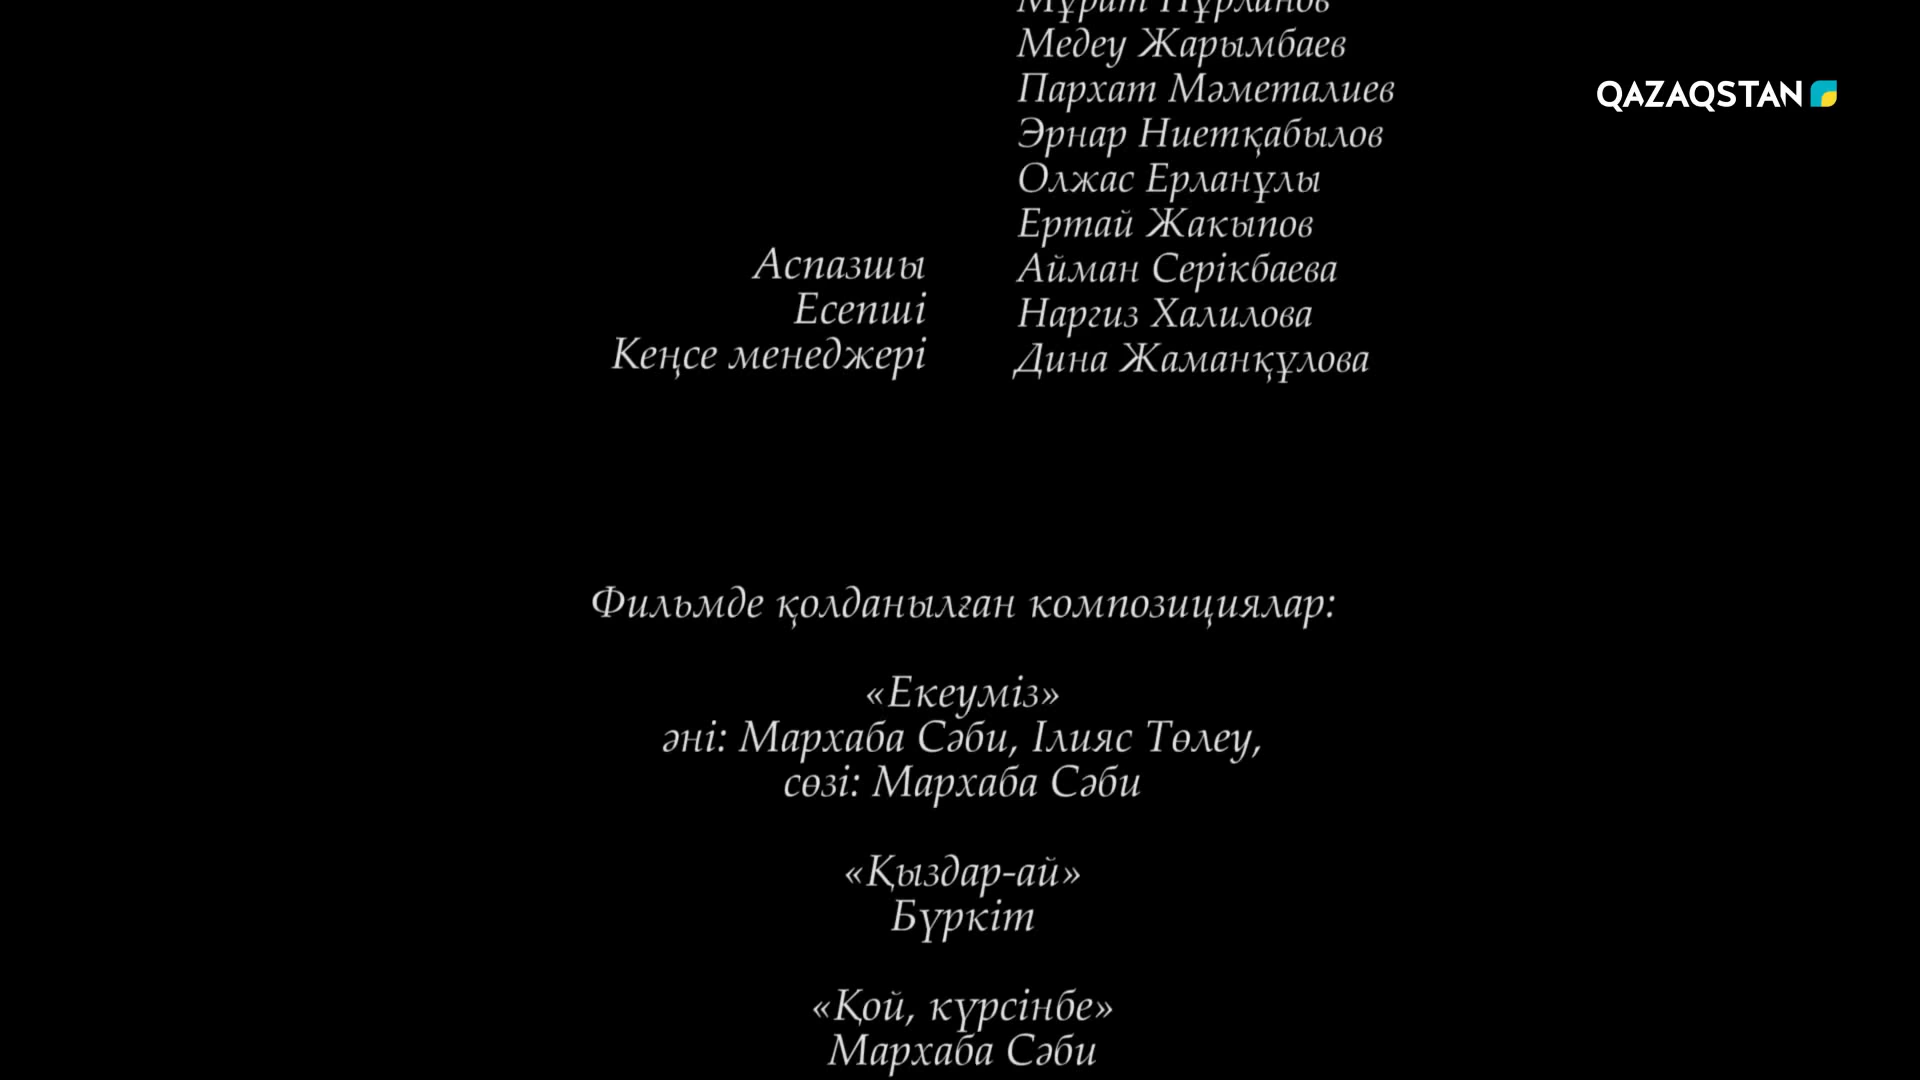 Мұрат Нұрланов
Медеу Жарымбаев
QAZAQSTAN
Пархат Мәметалиев
Эрнар Ниетқабылов
Олжас Ерланұлы
Ертай Жакыпов
Аспазшы Айман Серікбаева
Есепші Наргиз Халилова
Кеңсе менеджері Дина Жаманқұлова
Фильмде қолданылған композициялар:
«Екеуміз»
әні: Мархаба Сәби, Ілияс Төлеу,
сөзі: Мархаба Сәби
«Қыздар-ай»
Бүркіт
«Қой, күрсінбе»
Мархаба Сәби